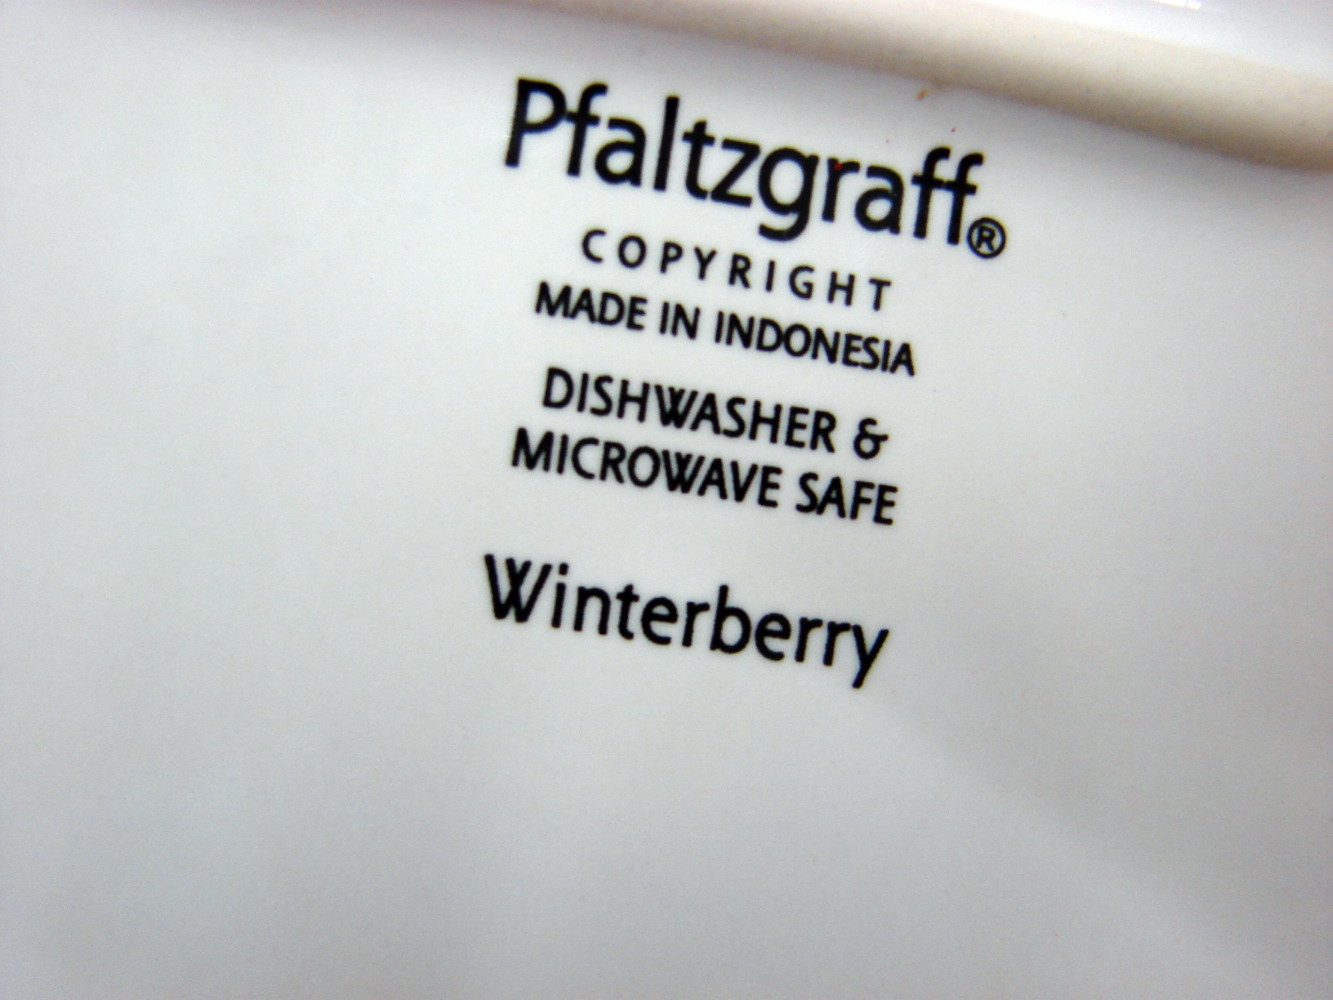 Pfaltzgraff®
COPYRIGHT
MADE IN INDONESIA
DISHWASHER &
MICROWAVE SAFE
Winterberry